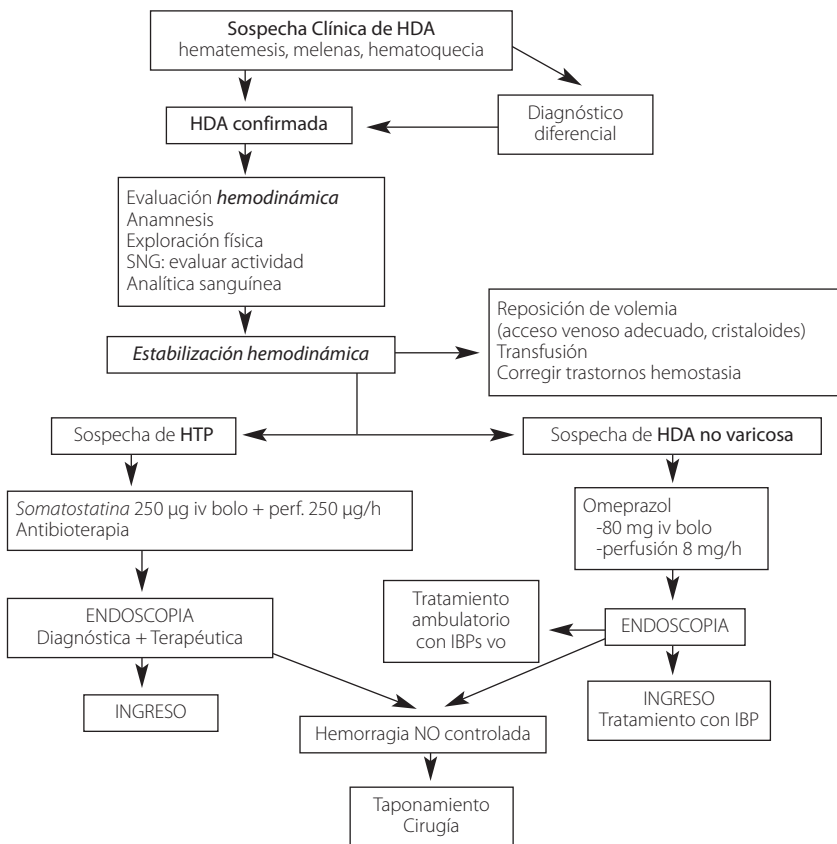 Sospecha Clínica de HDA
hematemesis, melenas, hematoquecia
Diagnóstico
diferencial
HDA confirmada
Evaluación hemodinámica
Anamnesis
Exploración física
SNG: evaluar actividad
Analítica sanguínea
Reposición de volemia
(acceso venoso adecuado, cristaloides)
Transfusión
Corregir trastornos hemostasia
Estabilización hemodinámica
Sospecha de HTP
Sospecha de HDA no varicosa
Somatostatina 250 µg iv bolo + perf. 250 µg/h
Antibioterapia
Omeprazol
-80 mg iv bolo
-perfusión 8 mg/h
ENDOSCOPIA
Diagnóstica + Terapéutica
Tratamiento
ambulatorio
con IBPs vo
ENDOSCOPIA
INGRESO
INGRESO
Tratamiento con IBP
Hemorragia NO controlada
Taponamiento
Cirugía